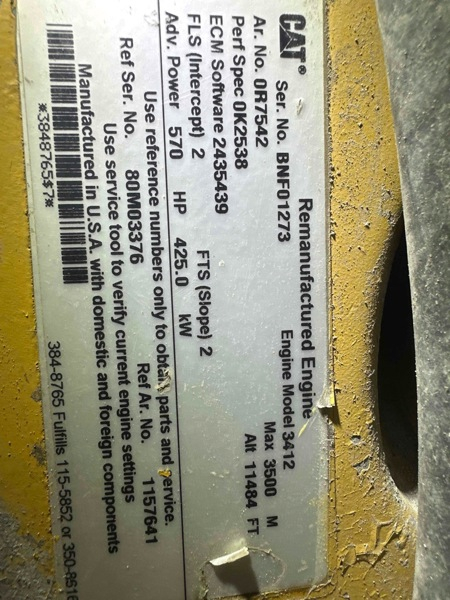 CAT® Remanufactured Engine
Ser. No. BNF01273 Engine Model 3412
Ar. No. 0R7542 Max 3500 M
Perf Spec 0K2538 Alt 11484 FT
ECM Software 2435439
FLS (Intercept) 2 FTS (Slope) 2
Adv. Power 570 HP 425.0 kW
Use reference numbers only to obtain parts and service.
Ref Ser. No. 80M03376 Ref Ar. No. 1157641
Use service tool to verify current engine settings
Manufactured in U.S.A. with domestic and foreign components
*3848765$7* 384-8765 Fulfills 115-5852 or 350-8616